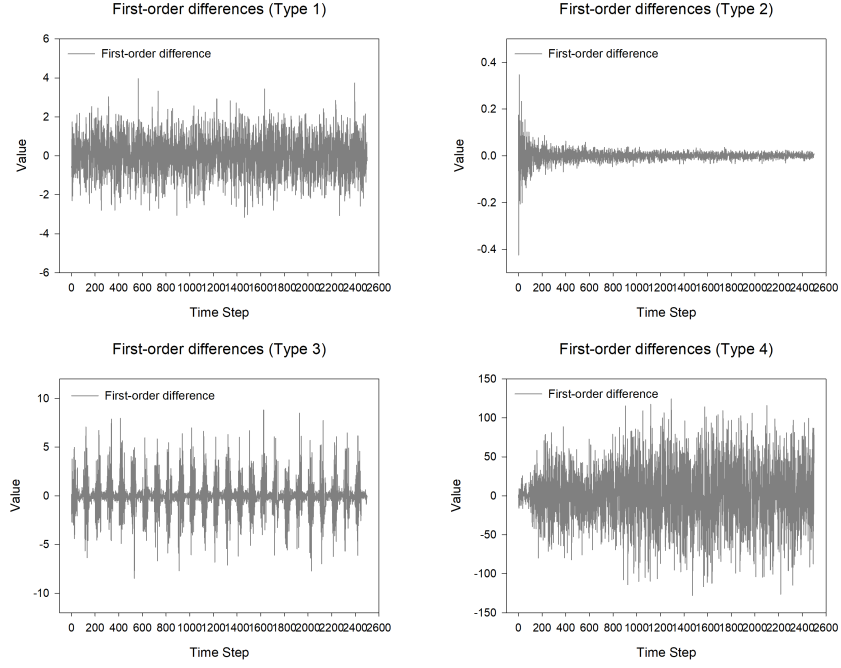 First-order differences (Type 1)
First-order difference
6
4
2
0
-2
-4
-6
Value
0 200 400 600 800 1000 1200 1400 1600 1800 2000 2200 2400 2600
Time Step
First-order differences (Type 2)
First-order difference
0.4
0.2
0.0
-0.2
-0.4
Value
0 200 400 600 800 1000 1200 1400 1600 1800 2000 2200 2400 2600
Time Step
First-order differences (Type 3)
First-order difference
10
5
0
-5
-10
Value
0 200 400 600 800 1000 1200 1400 1600 1800 2000 2200 2400 2600
Time Step
First-order differences (Type 4)
First-order difference
150
100
50
0
-50
-100
-150
Value
0 200 400 600 800 1000 1200 1400 1600 1800 2000 2200 2400 2600
Time Step